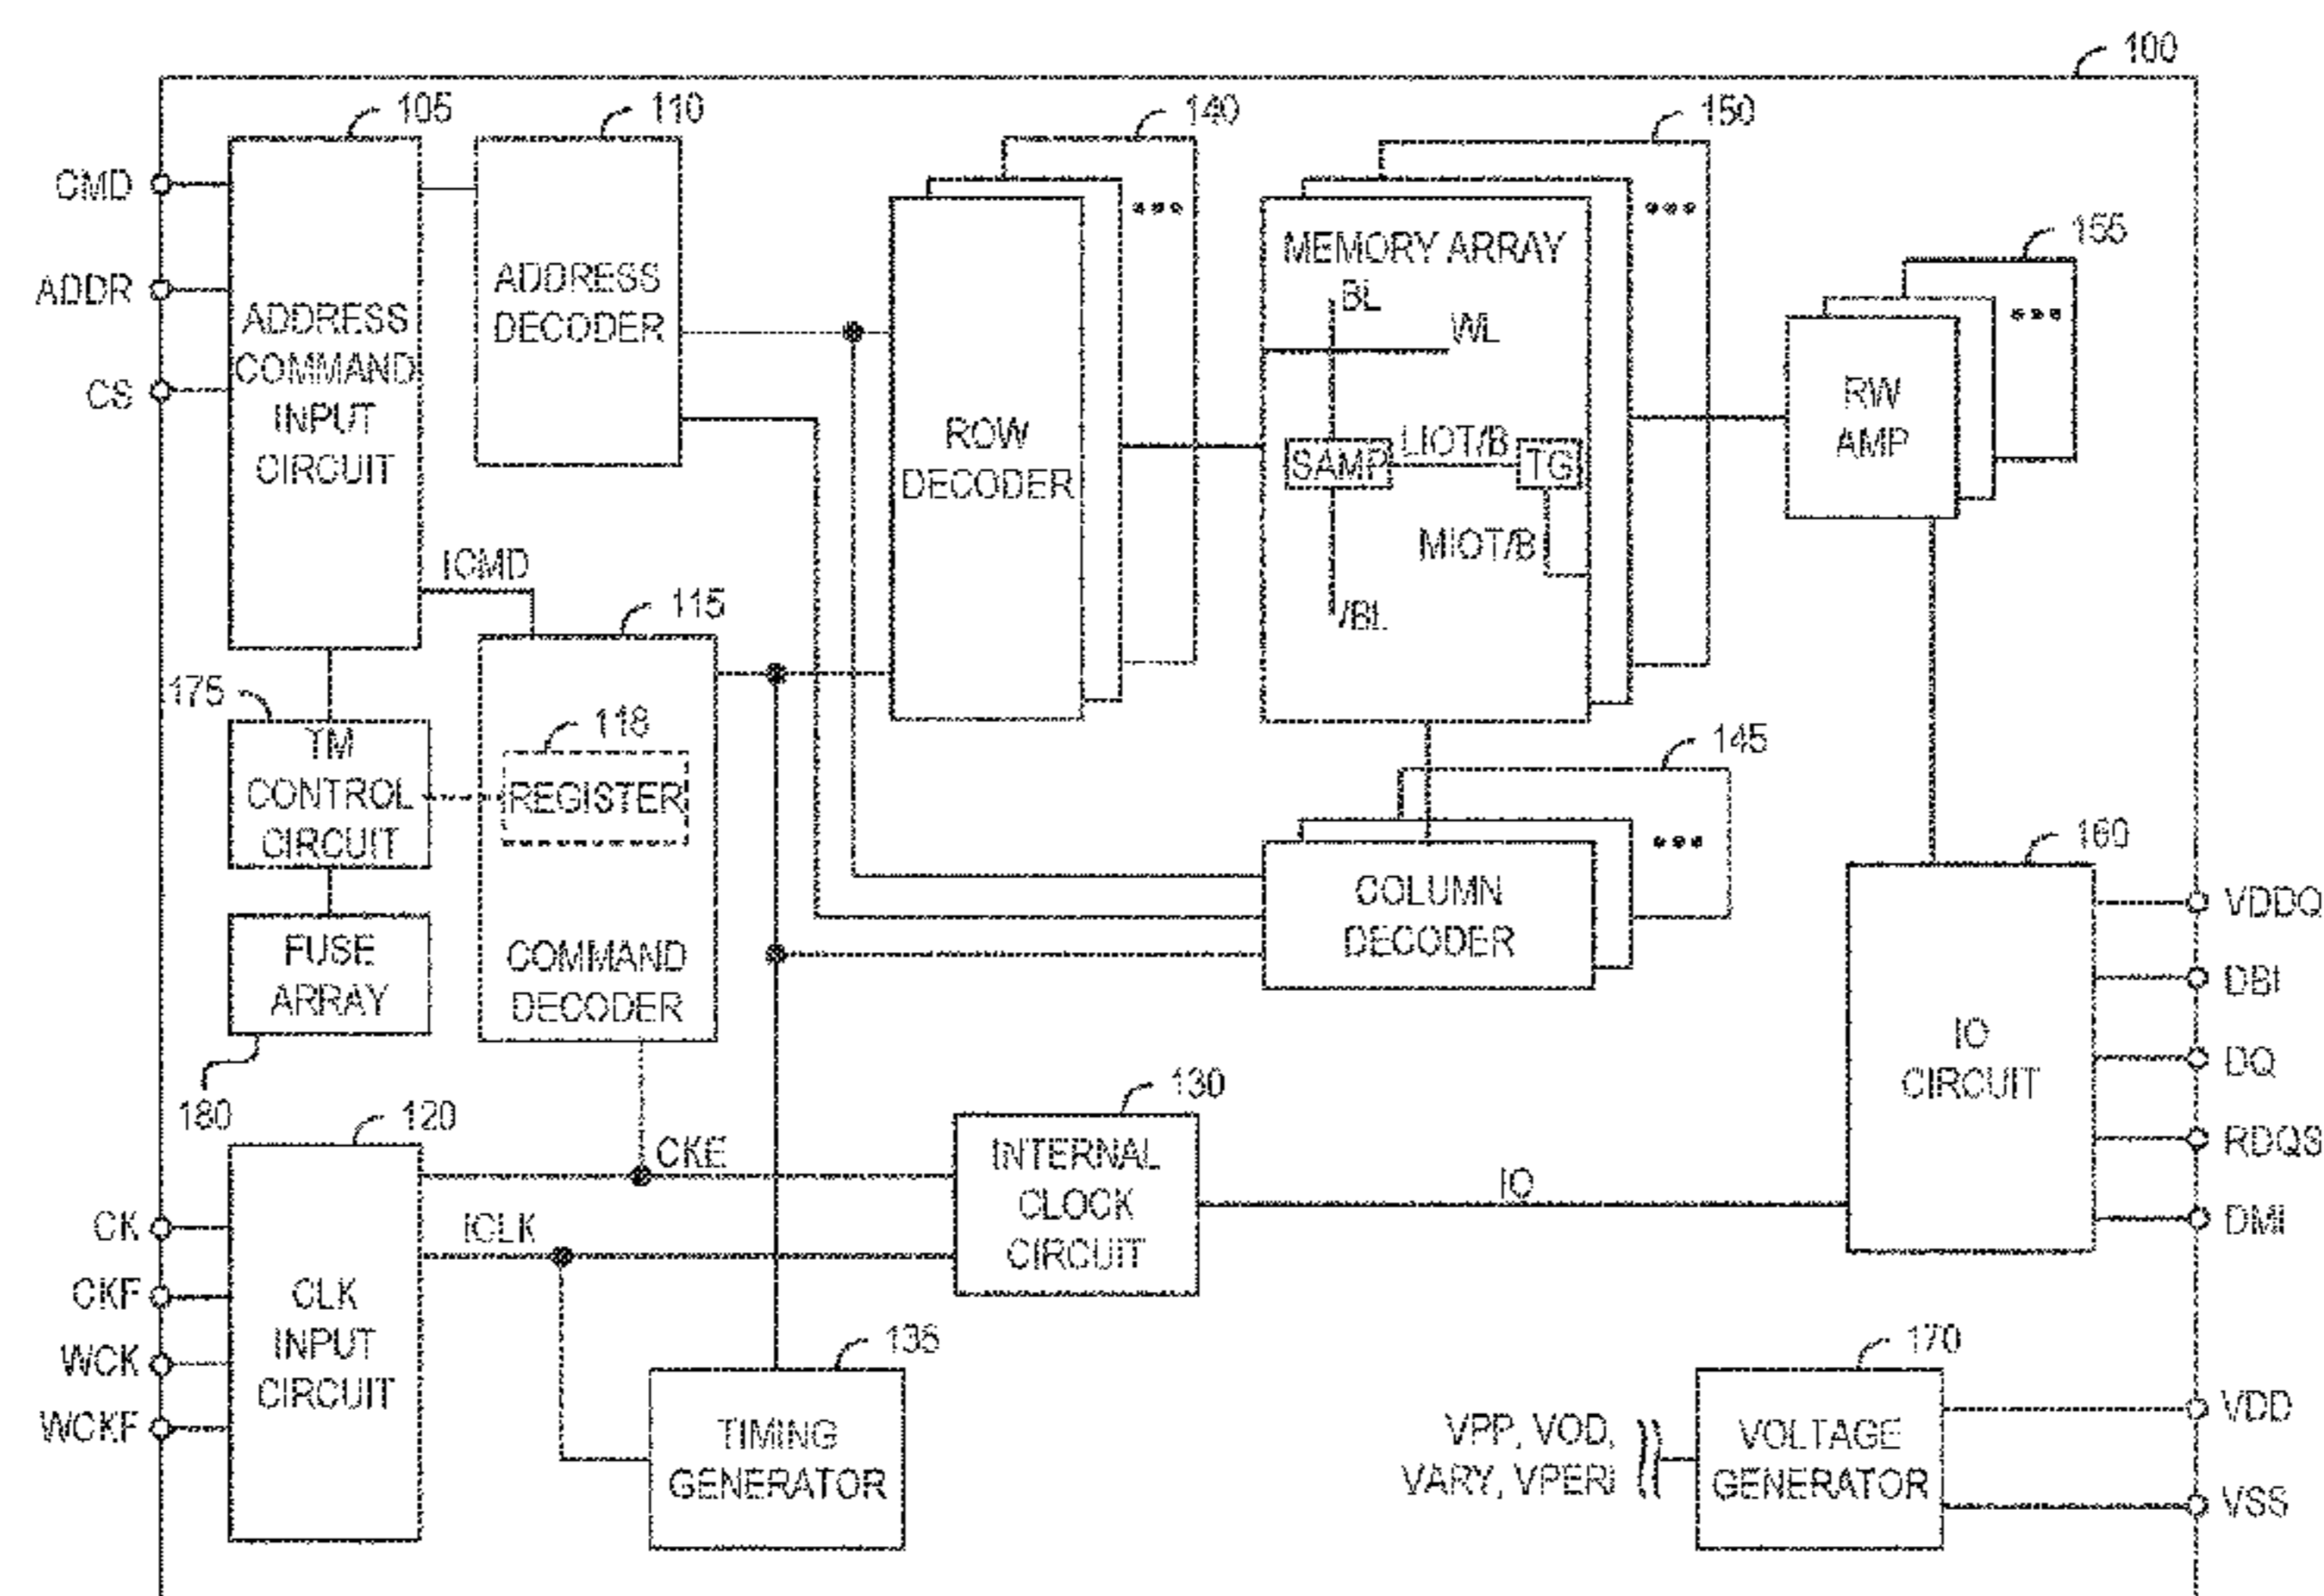 100
105
110
140
150
155
CMD
ADDR
CS
ADDRESS
COMMAND
INPUT
CIRCUIT
ADDRESS
DECODER
ROW
DECODER
...
MEMORY ARRAY
BL
WL
SAMP
LIOT/B
TG
MIOT/B
/BL
...
RW
AMP
...
ICMD
115
175
TM
CONTROL
CIRCUIT
118
REGISTER
COMMAND
DECODER
FUSE
ARRAY
180
145
COLUMN
DECODER
...
160
IO
CIRCUIT
VDDQ
DBI
DQ
RDQS
DMI
120
CK
CKF
WCK
WCKF
CLK
INPUT
CIRCUIT
CKE
ICLK
130
INTERNAL
CLOCK
CIRCUIT
IO
135
TIMING
GENERATOR
170
VPP, VOD,
VARY, VPERI
VOLTAGE
GENERATOR
VDD
VSS